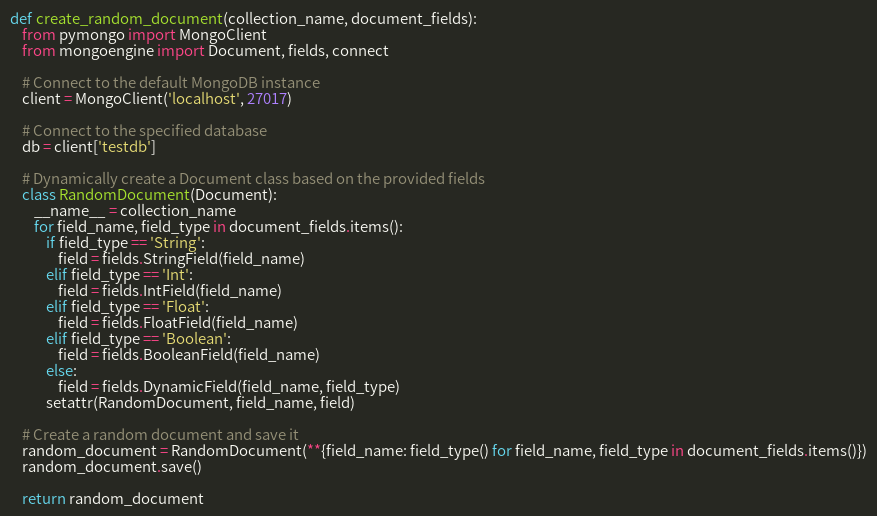 def create_random_document(collection_name, document_fields):
    from pymongo import MongoClient
    from mongoengine import Document, fields, connect

    # Connect to the default MongoDB instance
    client = MongoClient('localhost', 27017)

    # Connect to the specified database
    db = client['testdb']

    # Dynamically create a Document class based on the provided fields
    class RandomDocument(Document):
        __name__ = collection_name
        for field_name, field_type in document_fields.items():
            if field_type == 'String':
                field = fields.StringField(field_name)
            elif field_type == 'Int':
                field = fields.IntField(field_name)
            elif field_type == 'Float':
                field = fields.FloatField(field_name)
            elif field_type == 'Boolean':
                field = fields.BooleanField(field_name)
            else:
                field = fields.DynamicField(field_name, field_type)
            setattr(RandomDocument, field_name, field)

    # Create a random document and save it
    random_document = RandomDocument(**{field_name: field_type() for field_name, field_type in document_fields.items()})
    random_document.save()

    return random_document